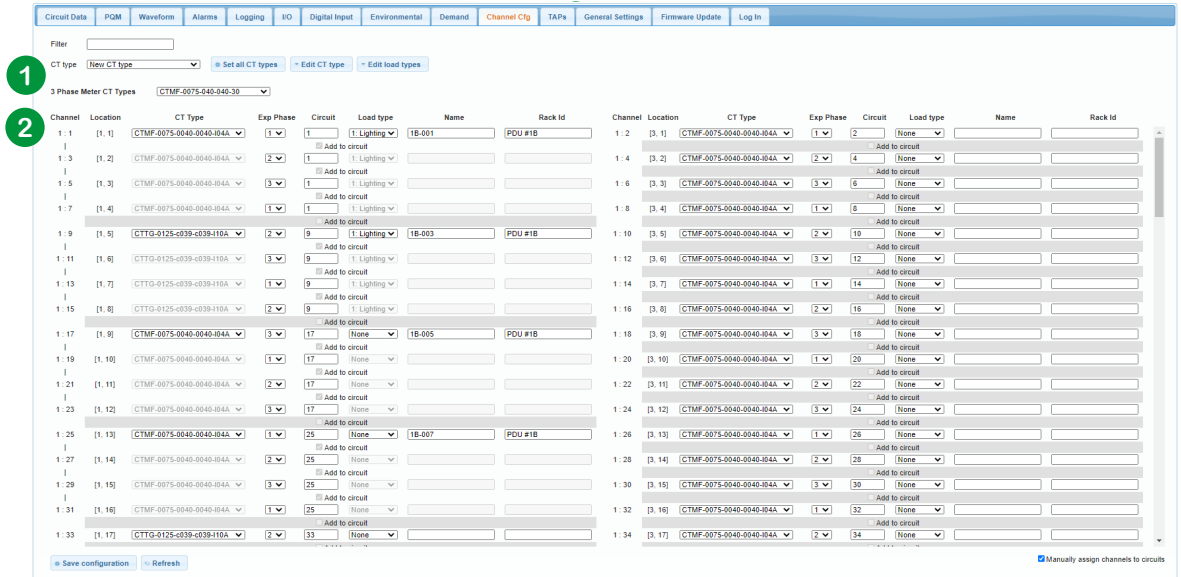 Circuit Data PQM Waveform Alarms Logging I/O Digital Input Environmental Demand Channel Cfg TAPs General Settings Firmware Update Log In
Filter
1
CT type New CT type Set all CT types Edit CT type Edit load types
3 Phase Meter CT Types CTMF-0075-040-040-30
2
Channel Location CT Type Exp Phase Circuit Load type Name Rack Id Channel Location CT Type Exp Phase Circuit Load type Name Rack Id
1 : 1 [1, 1] CTMF-0075-0040-0040-I04A 1 1 1: Lighting 1B-001 PDU #1B 1 : 2 [3, 1] CTMF-0075-0040-0040-I04A 1 2 None
Add to circuit Add to circuit
1 : 3 [1, 2] CTMF-0075-0040-0040-I04A 2 1 1: Lighting 1 : 4 [3, 2] CTMF-0075-0040-0040-I04A 2 4 None
Add to circuit Add to circuit
1 : 5 [1, 3] CTMF-0075-0040-0040-I04A 3 1 1: Lighting 1 : 6 [3, 3] CTMF-0075-0040-0040-I04A 3 6 None
Add to circuit Add to circuit
1 : 7 [1, 4] CTMF-0075-0040-0040-I04A 1 1 1: Lighting 1 : 8 [3, 4] CTMF-0075-0040-0040-I04A 1 8 None
Add to circuit Add to circuit
1 : 9 [1, 5] CTTG-0125-c039-c039-I10A 2 9 1: Lighting 1B-003 PDU #1B 1 : 10 [3, 5] CTMF-0075-0040-0040-I04A 2 10 None
Add to circuit Add to circuit
1 : 11 [1, 6] CTTG-0125-c039-c039-I10A 3 9 1: Lighting 1 : 12 [3, 6] CTMF-0075-0040-0040-I04A 3 12 None
Add to circuit Add to circuit
1 : 13 [1, 7] CTTG-0125-c039-c039-I10A 1 9 1: Lighting 1 : 14 [3, 7] CTMF-0075-0040-0040-I04A 1 14 None
Add to circuit Add to circuit
1 : 15 [1, 8] CTTG-0125-c039-c039-I10A 2 9 1: Lighting 1 : 16 [3, 8] CTMF-0075-0040-0040-I04A 2 16 None
Add to circuit Add to circuit
1 : 17 [1, 9] CTMF-0075-0040-0040-I04A 3 17 None 1B-005 PDU #1B 1 : 18 [3, 9] CTMF-0075-0040-0040-I04A 3 18 None
Add to circuit Add to circuit
1 : 19 [1, 10] CTMF-0075-0040-0040-I04A 1 17 None 1 : 20 [3, 10] CTMF-0075-0040-0040-I04A 1 20 None
Add to circuit Add to circuit
1 : 21 [1, 11] CTMF-0075-0040-0040-I04A 2 17 None 1 : 22 [3, 11] CTMF-0075-0040-0040-I04A 2 22 None
Add to circuit Add to circuit
1 : 23 [1, 12] CTMF-0075-0040-0040-I04A 3 17 None 1 : 24 [3, 12] CTMF-0075-0040-0040-I04A 3 24 None
Add to circuit Add to circuit
1 : 25 [1, 13] CTMF-0075-0040-0040-I04A 1 25 None 1B-007 PDU #1B 1 : 26 [3, 13] CTMF-0075-0040-0040-I04A 1 26 None
Add to circuit Add to circuit
1 : 27 [1, 14] CTMF-0075-0040-0040-I04A 2 25 None 1 : 28 [3, 14] CTMF-0075-0040-0040-I04A 2 28 None
Add to circuit Add to circuit
1 : 29 [1, 15] CTMF-0075-0040-0040-I04A 3 25 None 1 : 30 [3, 15] CTMF-0075-0040-0040-I04A 3 30 None
Add to circuit Add to circuit
1 : 31 [1, 16] CTMF-0075-0040-0040-I04A 1 25 None 1 : 32 [3, 16] CTMF-0075-0040-0040-I04A 1 32 None
Add to circuit Add to circuit
1 : 33 [1, 17] CTTG-0125-c039-c039-I10A 2 33 None 1 : 34 [3, 17] CTMF-0075-0040-0040-I04A 2 34 None
Save configuration Refresh Manually assign channels to circuits